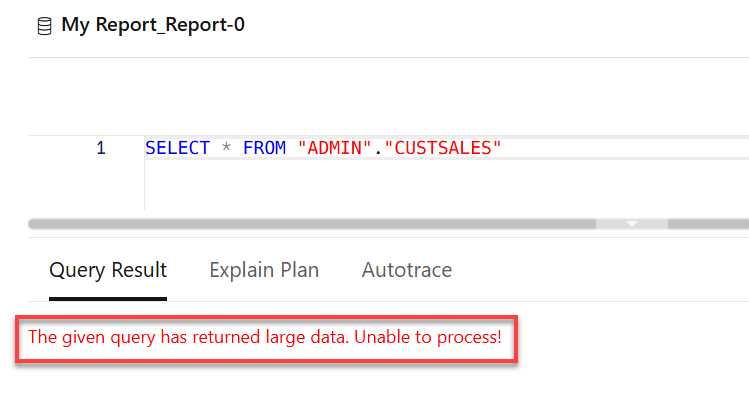 My Report_Report-0
1 SELECT * FROM "ADMIN"."CUSTSALES"
Query Result Explain Plan Autotrace
The given query has returned large data. Unable to process!